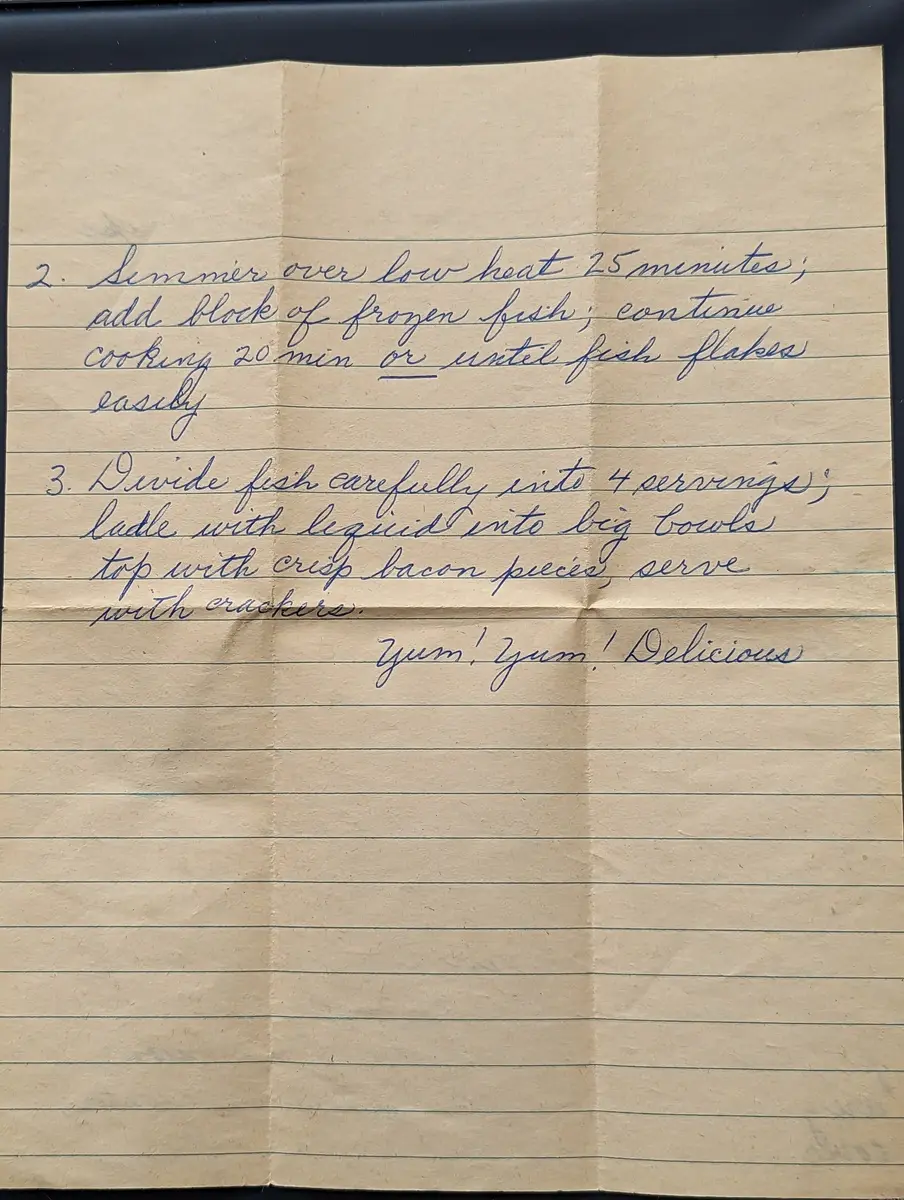 2. Simmer over low heat 25 minutes;
add block of frozen fish; continue
cooking 20 min or until fish flakes
easily
3. Divide fish carefully into 4 servings;
ladle with liquid into big bowls
top with crisp bacon pieces, serve
with crackers.
Yum! Yum! Delicious